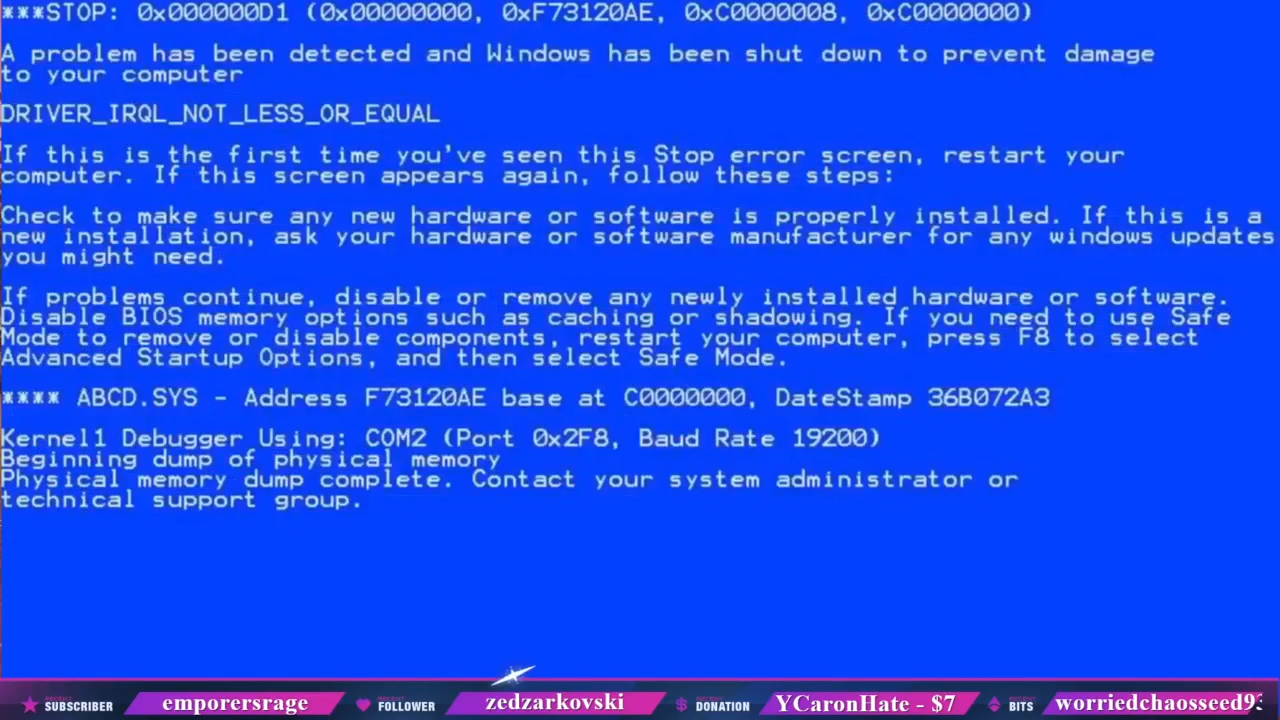 ***STOP: 0x000000D1 (0x00000000, 0xF73120AE, 0xC0000008, 0xC0000000)
A problem has been detected and Windows has been shut down to prevent damage
to your computer
DRIVER_IRQL_NOT_LESS_OR_EQUAL
If this is the first time you've seen this Stop error screen, restart your
computer. If this screen appears again, follow these steps:
Check to make sure any new hardware or software is properly installed. If this is a
new installation, ask your hardware or software manufacturer for any windows updates
you might need.
If problems continue, disable or remove any newly installed hardware or software.
Disable BIOS memory options such as caching or shadowing. If you need to use Safe
Mode to remove or disable components, restart your computer, press F8 to select
Advanced Startup Options, and then select Safe Mode.
**** ABCD.SYS - Address F73120AE base at C0000000, DateStamp 36B072A3
Kernel1 Debugger Using: COM2 (Port 0x2F8, Baud Rate 19200)
Beginning dump of physical memory
Physical memory dump complete. Contact your system administrator or
technical support group.
SUBSCRIBER emporersrage FOLLOWER zedzarkovski DONATION YCaronHate - $7 BITS